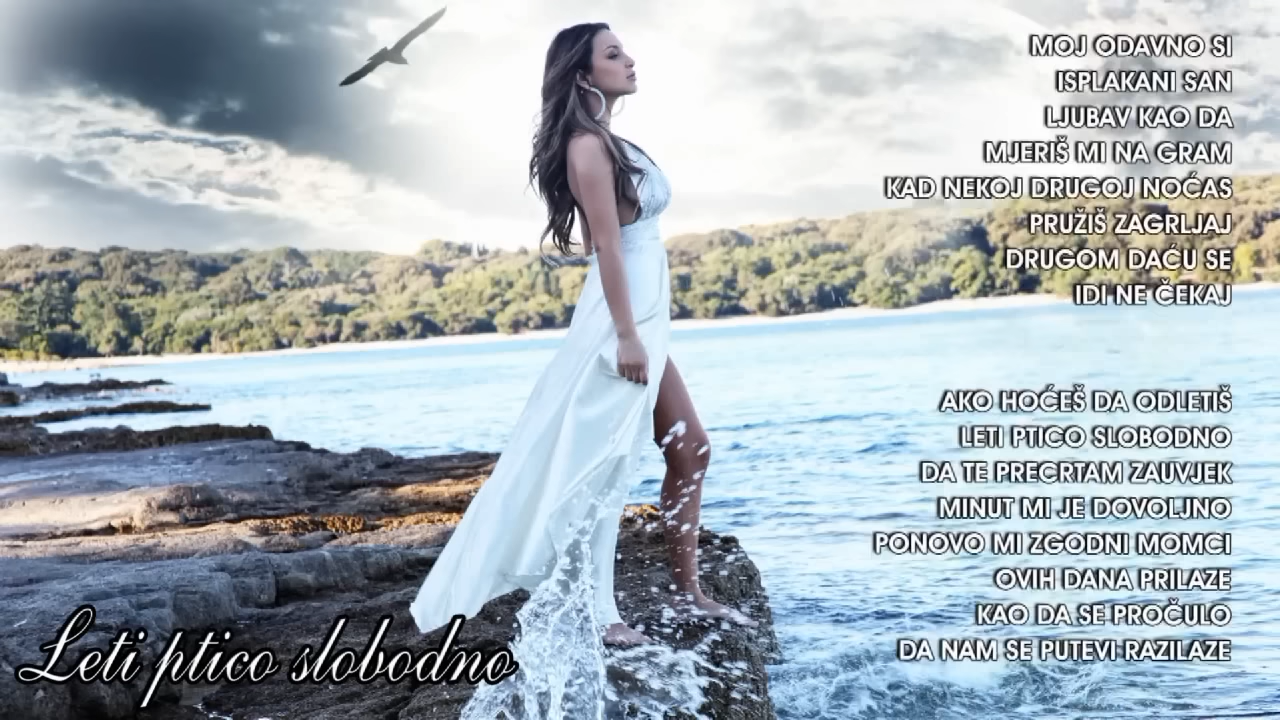 MOJ ODAVNO SI
ISPLAKANI SAN
LJUBAV KAO DA
MJERIŠ MI NA GRAM
KAD NEKOJ DRUGOJ NOĆAS
PRUŽIŠ ZAGRLJAJ
DRUGOM DAĆU SE
IDI NE ČEKAJ
AKO HOĆEŠ DA ODLETIŠ
LETI PTICO SLOBODNO
DA TE PRECRTAM ZAUVJEK
MINUT MI JE DOVOLJNO
PONOVO MI ZGODNI MOMCI
OVIH DANA PRILAZE
KAO DA SE PROČULO
DA NAM SE PUTEVI RAZILAZE
Leti ptico slobodno